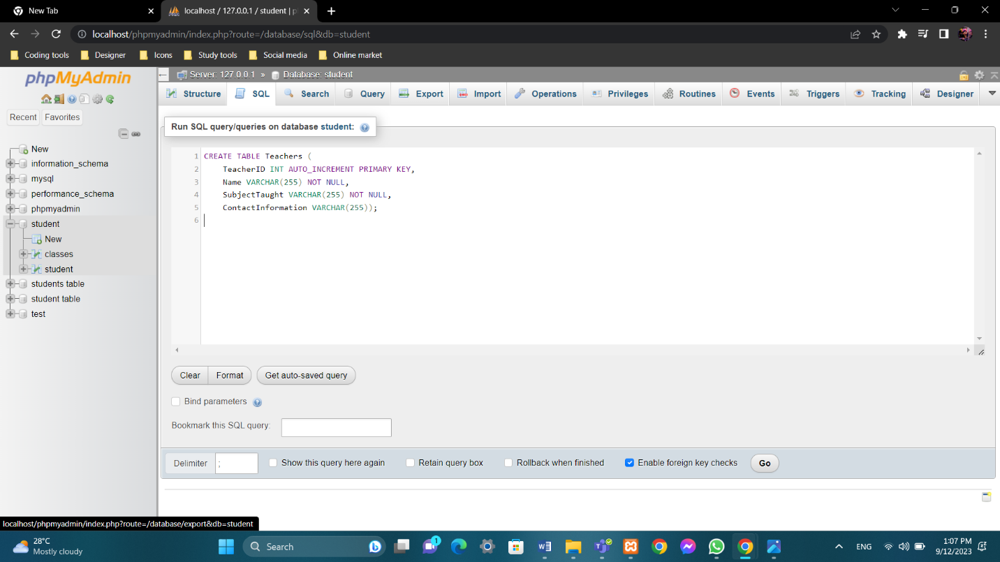 New Tab
localhost / 127.0.0.1 / student | p
localhost/phpmyadmin/index.php?route=/database/sql&db=student
Coding tools Designer Icons Study tools Social media Online market
phpMyAdmin
Recent Favorites
New
information_schema
mysql
performance_schema
phpmyadmin
student
New
classes
student
students table
student table
test
Server: 127.0.0.1 » Database: student
Structure SQL Search Query Export Import Operations Privileges Routines Events Triggers Tracking Designer
Run SQL query/queries on database student:
1 CREATE TABLE Teachers (
2 TeacherID INT AUTO_INCREMENT PRIMARY KEY,
3 Name VARCHAR(255) NOT NULL,
4 SubjectTaught VARCHAR(255) NOT NULL,
5 ContactInformation VARCHAR(255));
6
Clear Format Get auto-saved query
Bind parameters
Bookmark this SQL query:
Delimiter ; Show this query here again Retain query box Rollback when finished Enable foreign key checks Go
localhost/phpmyadmin/index.php?route=/database/export&db=student
28°C
Mostly cloudy
Search
1
ENG
1:07 PM
9/12/2023